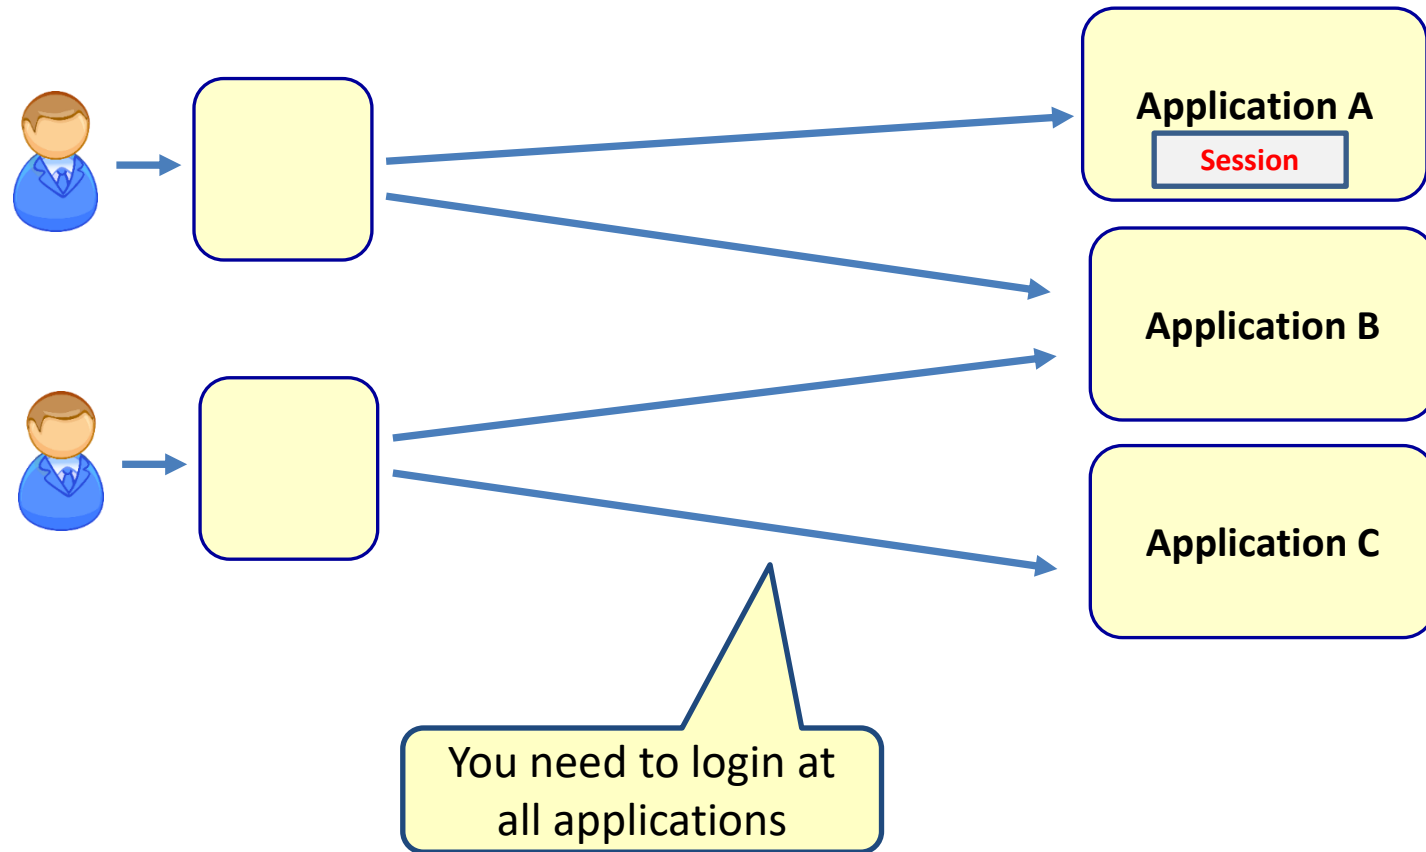 Application A
Session
Application B
Application C
You need to login at
all applications